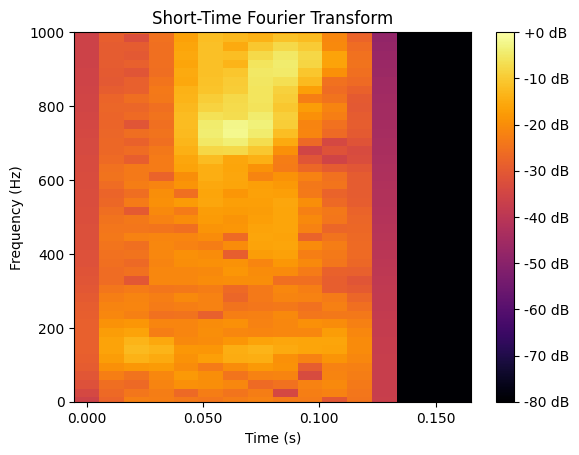 Short-Time Fourier Transform
Frequency (Hz)
1000
800
600
400
200
0
0.000
0.050
0.100
0.150
Time (s)
+0 dB
-10 dB
-20 dB
-30 dB
-40 dB
-50 dB
-60 dB
-70 dB
-80 dB